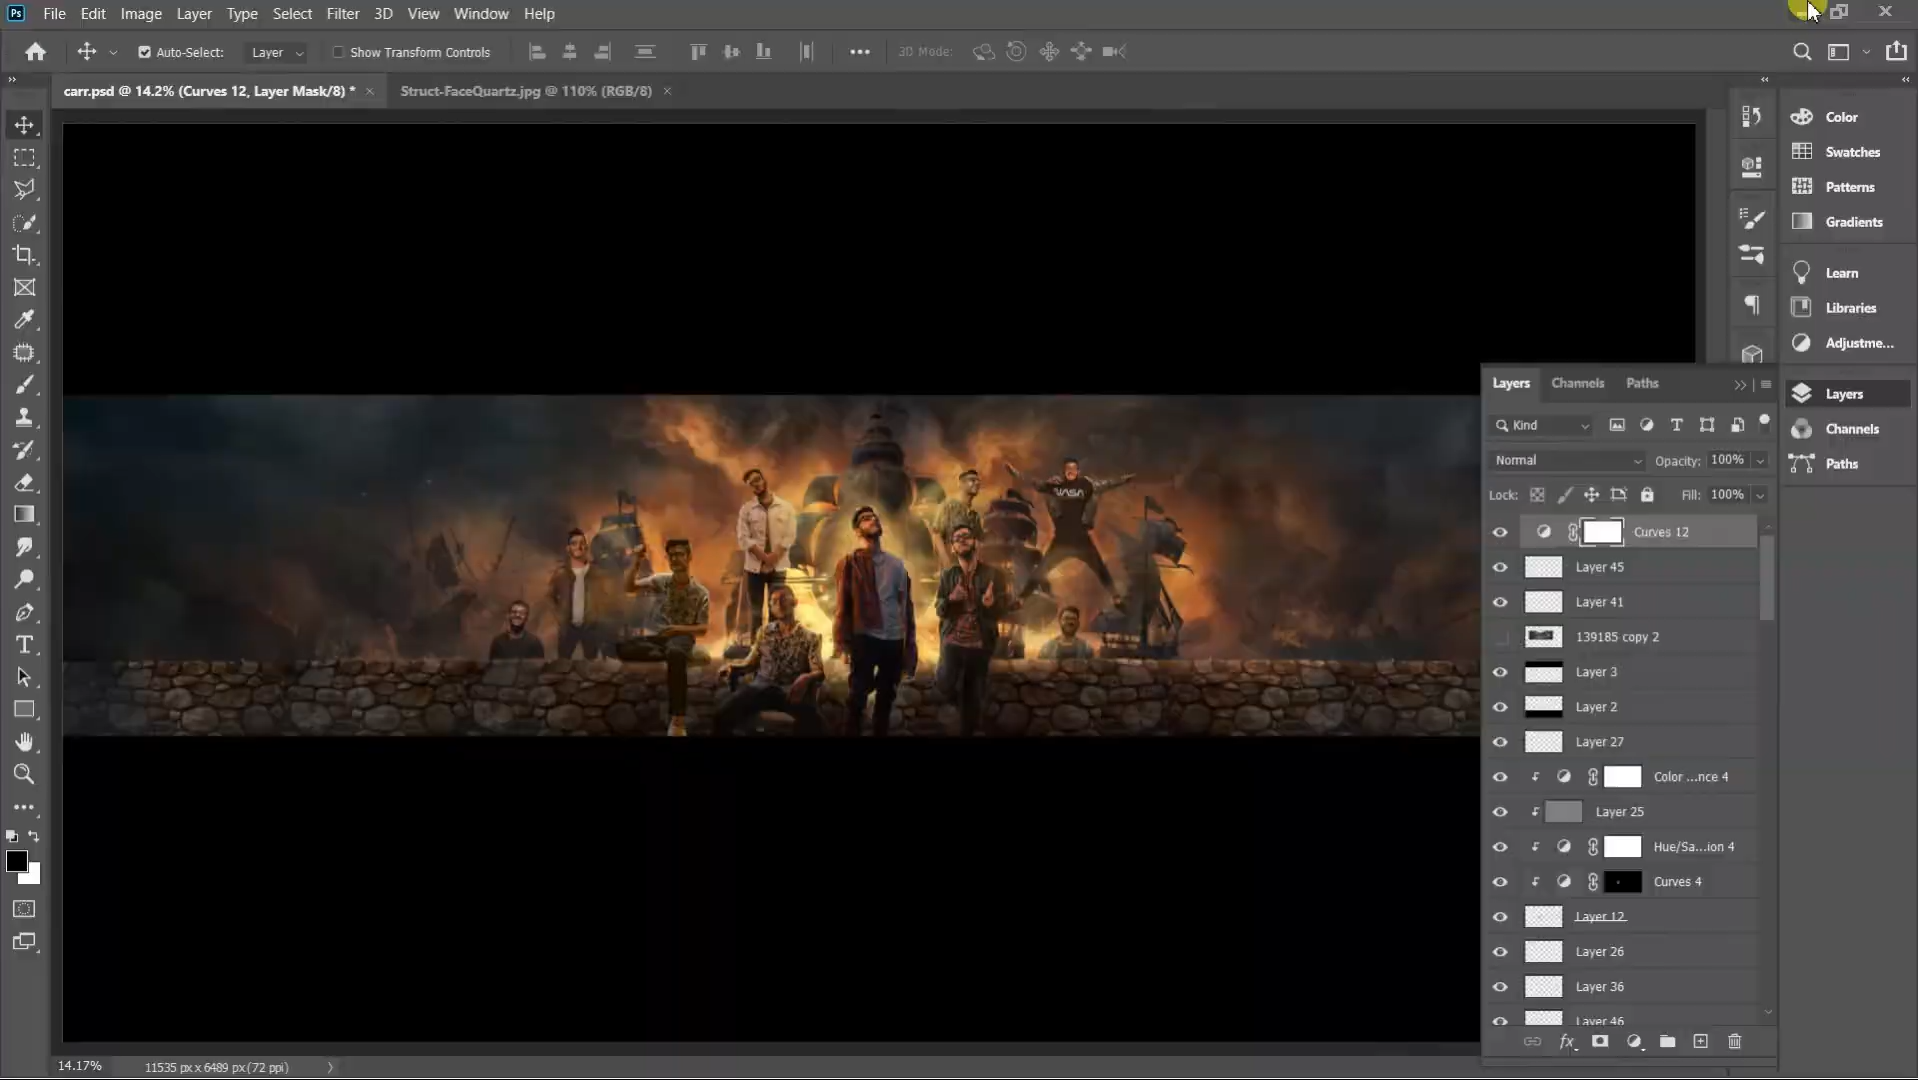 Ps File Edit Image Layer Type Select Filter 3D View Window Help
Auto-Select: Layer Show Transform Controls 3D Mode:
carr.psd @ 14.2% (Curves 12, Layer Mask/8) * Struct-FaceQuartz.jpg @ 110% (RGB/8)
Color
Swatches
Patterns
Gradients
Learn
Libraries
Adjustme...
Layers
Channels
Paths
Layers Channels Paths
Kind
Normal Opacity: 100%
Lock: Fill: 100%
Curves 12
Layer 45
Layer 41
139185 copy 2
Layer 3
Layer 2
Layer 27
Color ...nce 4
Layer 25
Hue/Sa...ion 4
Curves 4
Layer 12
Layer 26
Layer 36
Layer 46
fx
NASA
14.17% 11535 px x 6489 px (72 ppi)